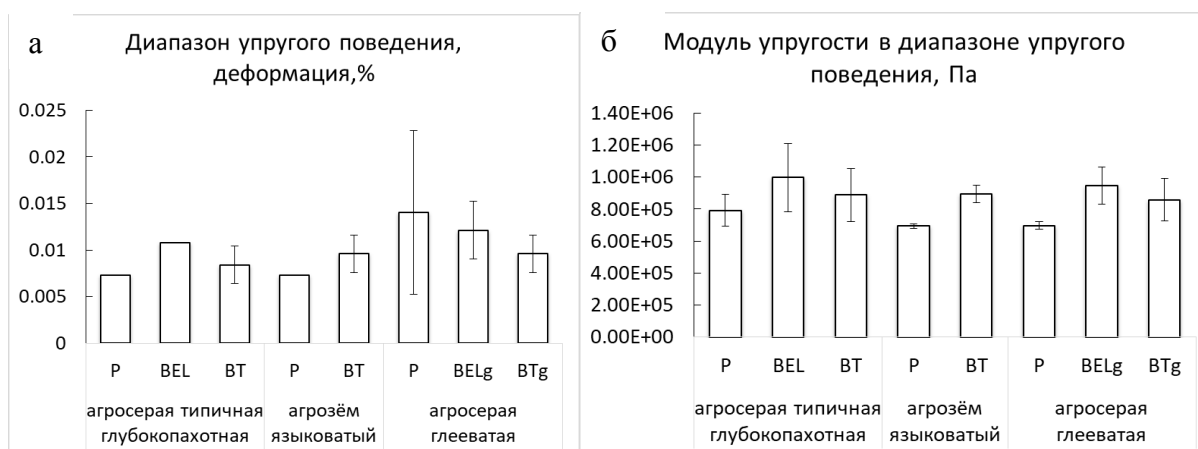 а
Диапазон упругого поведения,
деформация,%
0.025
0.02
0.015
0.01
0.005
0
P BEL BT P BT P BELg BTg
агросерая типичная агрозём агросерая
глубокопахотная языковатый глееватая
б
Модуль упругости в диапазоне упругого
поведения, Па
1.40E+06
1.20E+06
1.00E+06
8.00E+05
6.00E+05
4.00E+05
2.00E+05
0.00E+00
P BEL BT P BT P BELg BTg
агросерая типичная агрозём агросерая
глубокопахотная языковатый глееватая